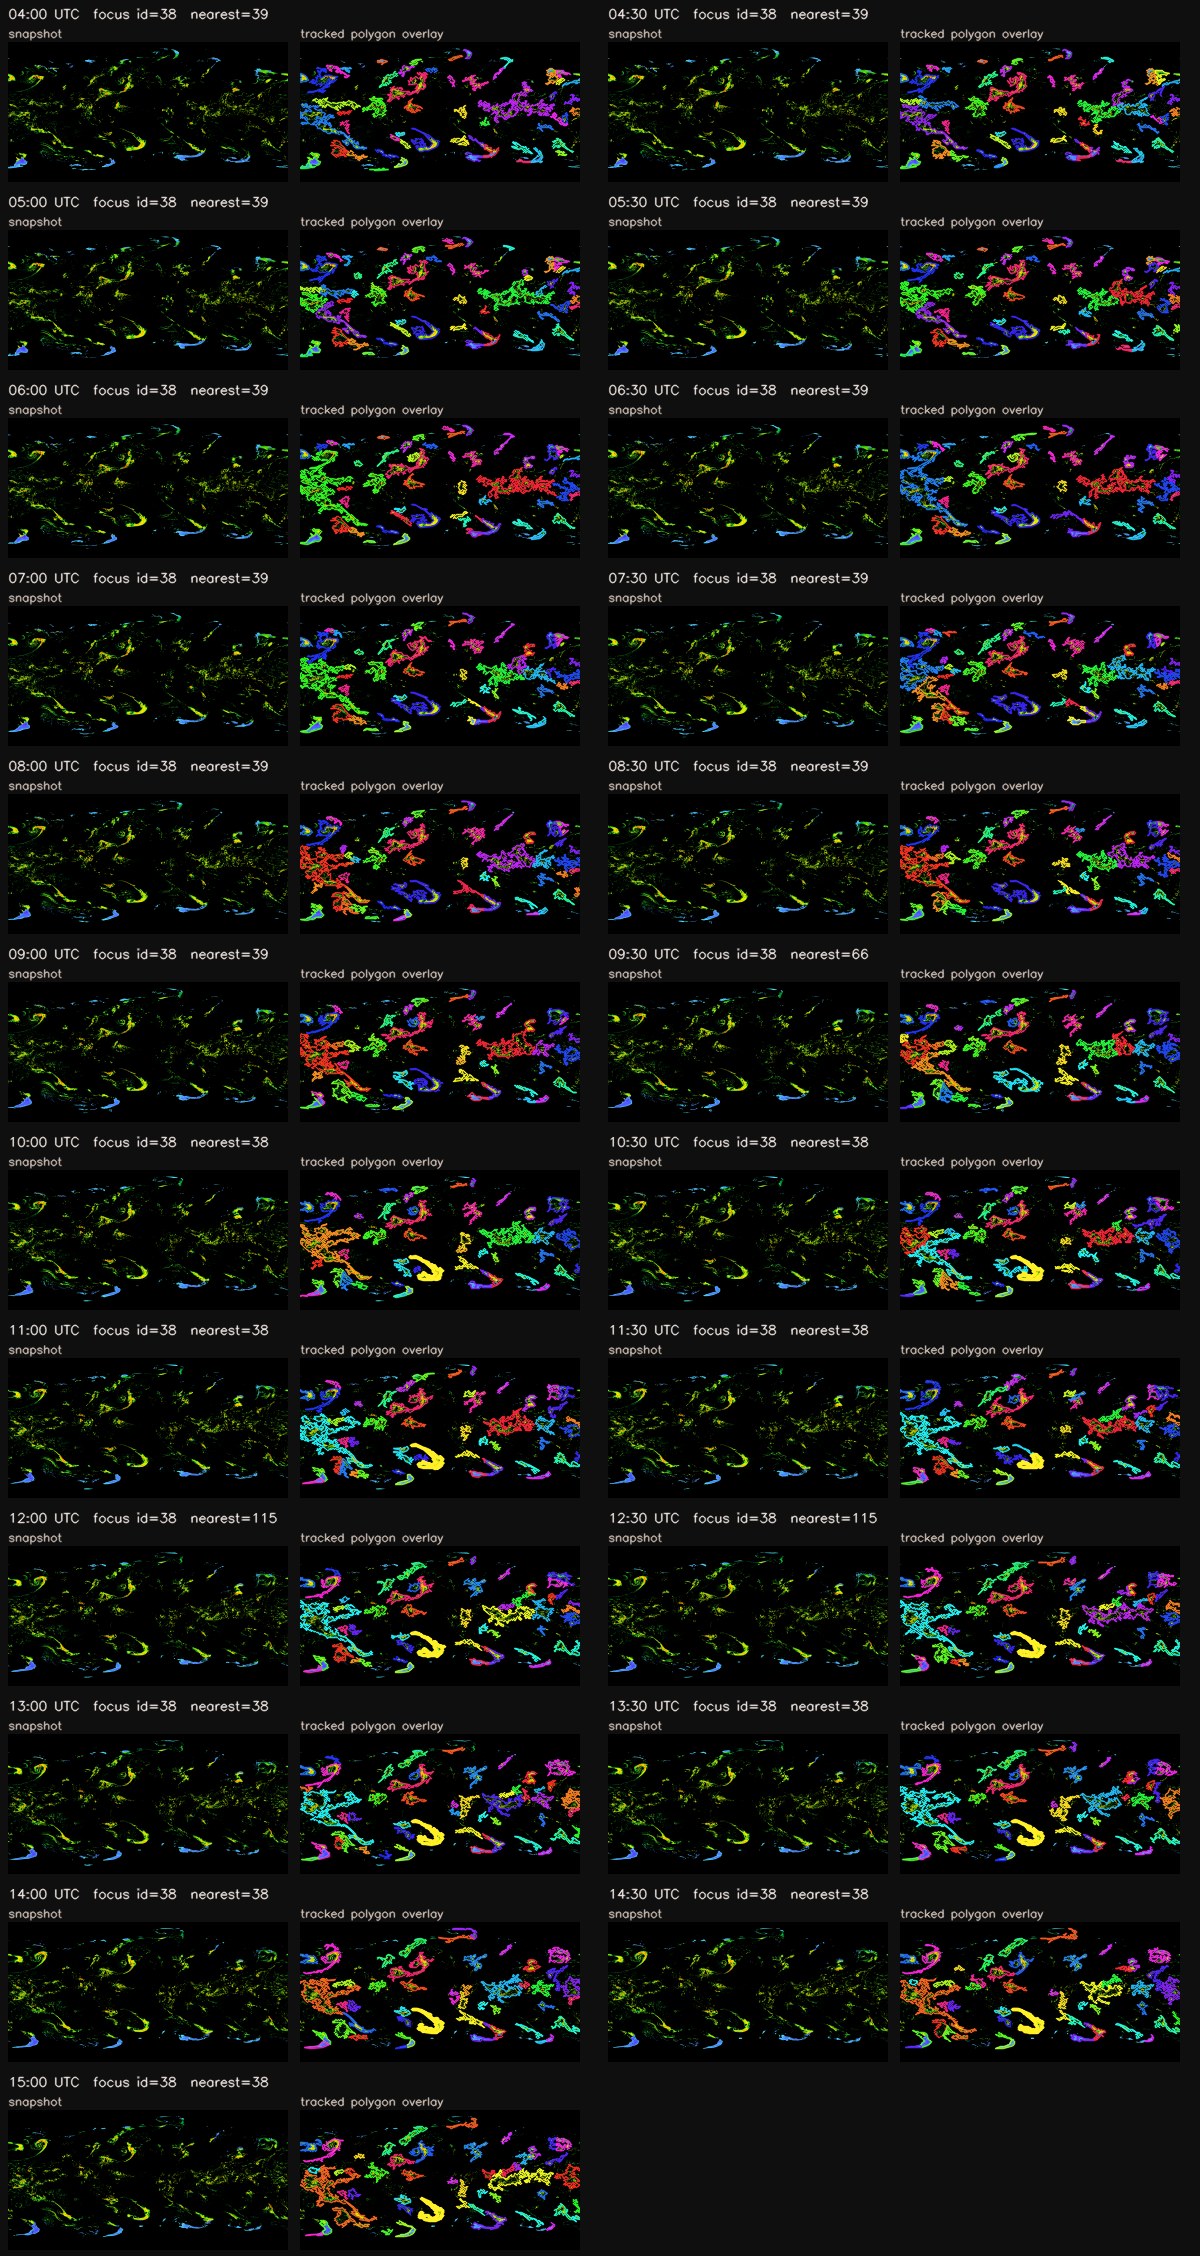 04:00 UTC focus id=38 nearest=39
snapshot
tracked polygon overlay
04:30 UTC focus id=38 nearest=39
snapshot
tracked polygon overlay
05:00 UTC focus id=38 nearest=39
snapshot
tracked polygon overlay
05:30 UTC focus id=38 nearest=39
snapshot
tracked polygon overlay
06:00 UTC focus id=38 nearest=39
snapshot
tracked polygon overlay
06:30 UTC focus id=38 nearest=39
snapshot
tracked polygon overlay
07:00 UTC focus id=38 nearest=39
snapshot
tracked polygon overlay
07:30 UTC focus id=38 nearest=39
snapshot
tracked polygon overlay
08:00 UTC focus id=38 nearest=39
snapshot
tracked polygon overlay
08:30 UTC focus id=38 nearest=39
snapshot
tracked polygon overlay
09:00 UTC focus id=38 nearest=39
snapshot
tracked polygon overlay
09:30 UTC focus id=38 nearest=66
snapshot
tracked polygon overlay
10:00 UTC focus id=38 nearest=38
snapshot
tracked polygon overlay
10:30 UTC focus id=38 nearest=38
snapshot
tracked polygon overlay
11:00 UTC focus id=38 nearest=38
snapshot
tracked polygon overlay
11:30 UTC focus id=38 nearest=38
snapshot
tracked polygon overlay
12:00 UTC focus id=38 nearest=115
snapshot
tracked polygon overlay
12:30 UTC focus id=38 nearest=115
snapshot
tracked polygon overlay
13:00 UTC focus id=38 nearest=38
snapshot
tracked polygon overlay
13:30 UTC focus id=38 nearest=38
snapshot
tracked polygon overlay
14:00 UTC focus id=38 nearest=38
snapshot
tracked polygon overlay
14:30 UTC focus id=38 nearest=38
snapshot
tracked polygon overlay
15:00 UTC focus id=38 nearest=38
snapshot
tracked polygon overlay